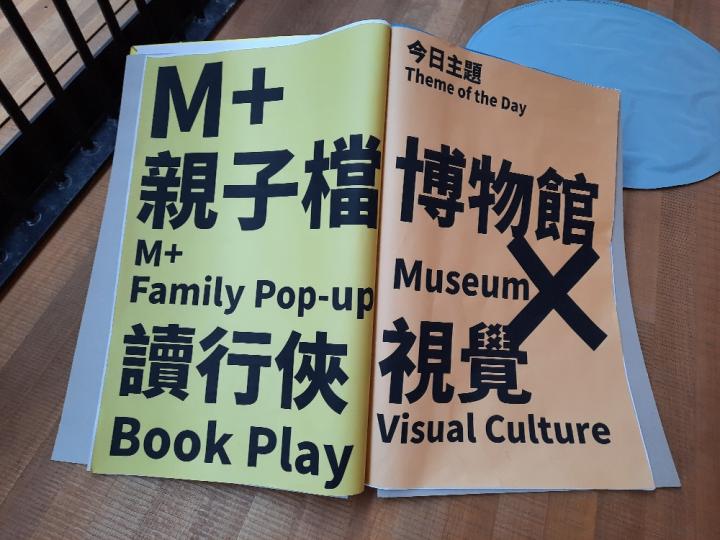 M+
親子檔
M+
Family Pop-up
讀行俠
Book Play
今日主題
Theme of the Day
博物館
Museum
X
視覺
Visual Culture